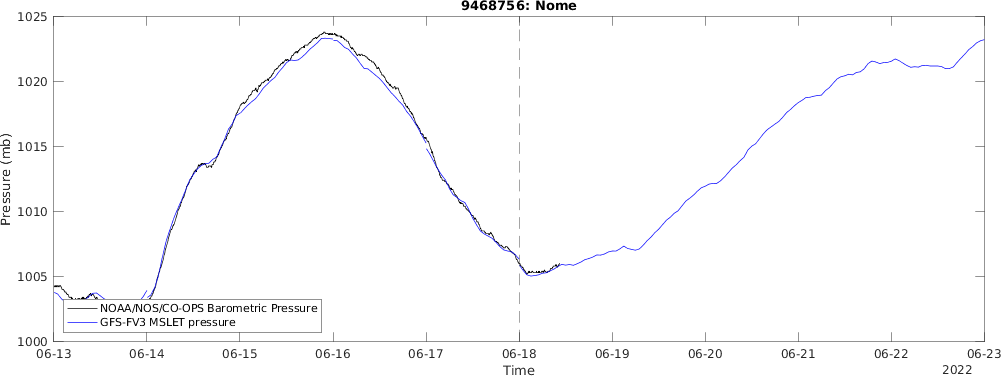 9468756: Nome
Pressure (mb)
1025
1020
1015
1010
1005
1000
NOAA/NOS/CO-OPS Barometric Pressure
GFS-FV3 MSLET pressure
06-13 06-14 06-15 06-16 06-17 06-18 06-19 06-20 06-21 06-22 06-23
Time
2022